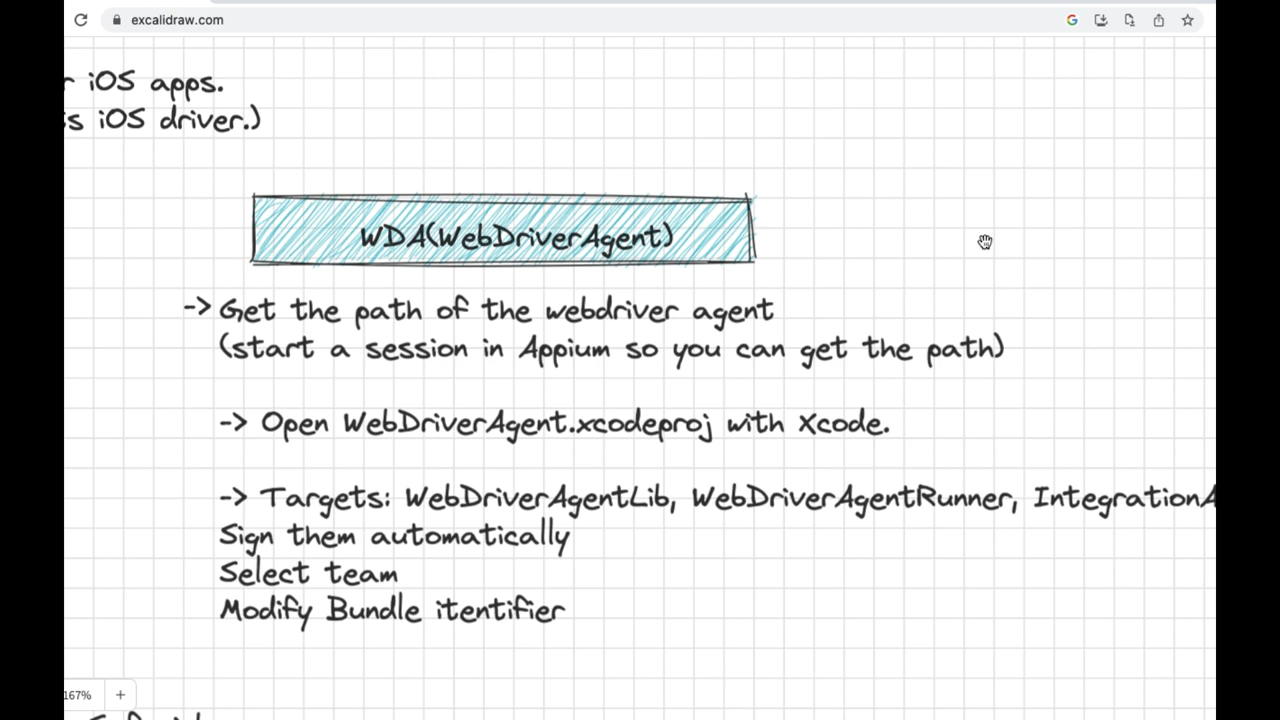 excalidraw.com
iOS apps.
iOS driver.)
WDA(WebDriverAgent)
-> Get the path of the webdriver agent
(start a session in Appium so you can get the path)
-> Open WebDriverAgent.xcodeproj with Xcode.
-> Targets: WebDriverAgentLib, WebDriverAgentRunner, IntegrationA
Sign them automatically
Select team
Modify Bundle itentifier
167% +